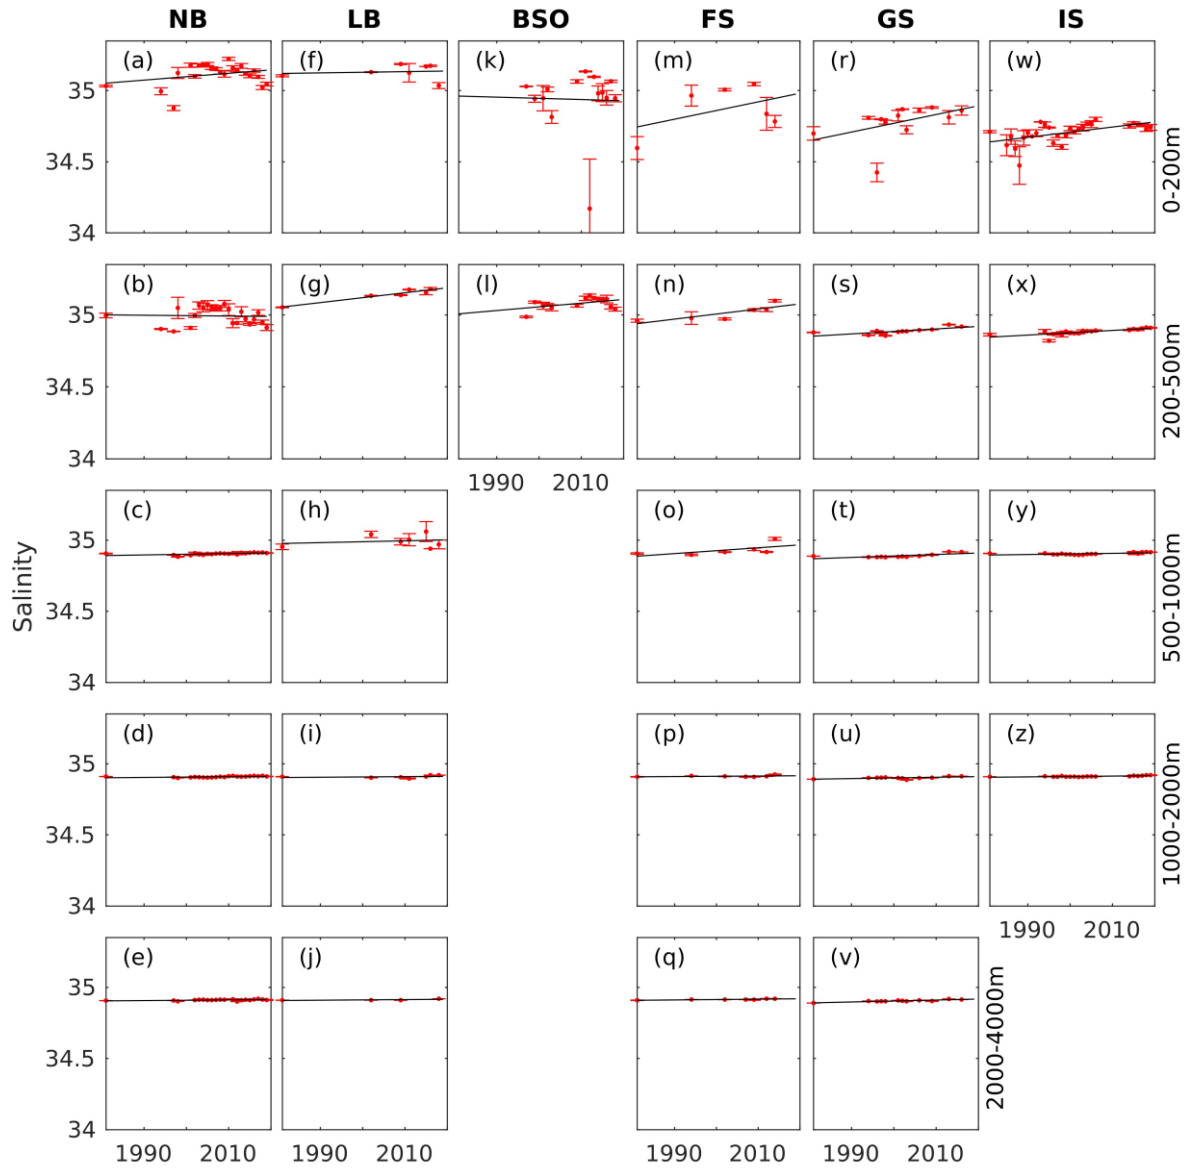 NB LB BSO FS GS IS
(a) (f) (k) (m) (r) (w)
35
34.5
34
0-200m
(b) (g) (l) (n) (s) (x)
35
34.5
34
200-500m
1990 2010
(c) (h) (o) (t) (y)
35
34.5
34
500-1000m
Salinity
(d) (i) (p) (u) (z)
35
34.5
34
1000-2000m
1990 2010
(e) (j) (q) (v)
35
34.5
34
2000-4000m
1990 2010 1990 2010 1990 2010 1990 2010